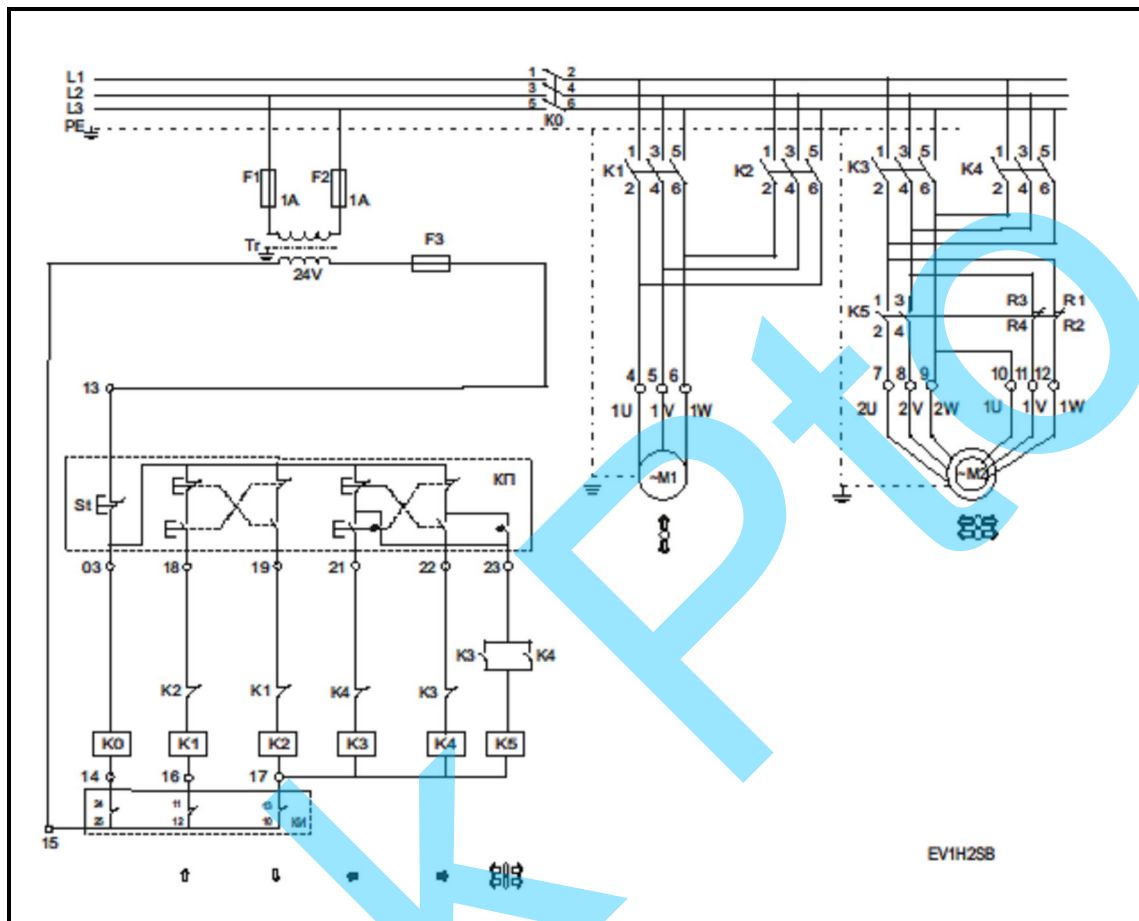 L1
L2
L3
PE
1 2
3 4
5 6
K0
F1 F2
1A 1A
Tr
24V
F3
K1 1 3 5
2 4 6
K2 1 3 5
2 4 6
K3 1 3 5
2 4 6
K4 1 3 5
2 4 6
K5 1 3
2 4
R3 R1
R4 R2
13
4 5 6
1U 1V 1W
7 8 9 10 11 12
2U 2V 2W 1U 1V 1W
~M1
~M2
St
КП
03 18 19 21 22 23
K3 K4
K2 K1 K4 K3
K0 K1 K2 K3 K4 K5
14 16 17
24 11 13
25 12 10
КИ
15
EV1H2SB
K Pto